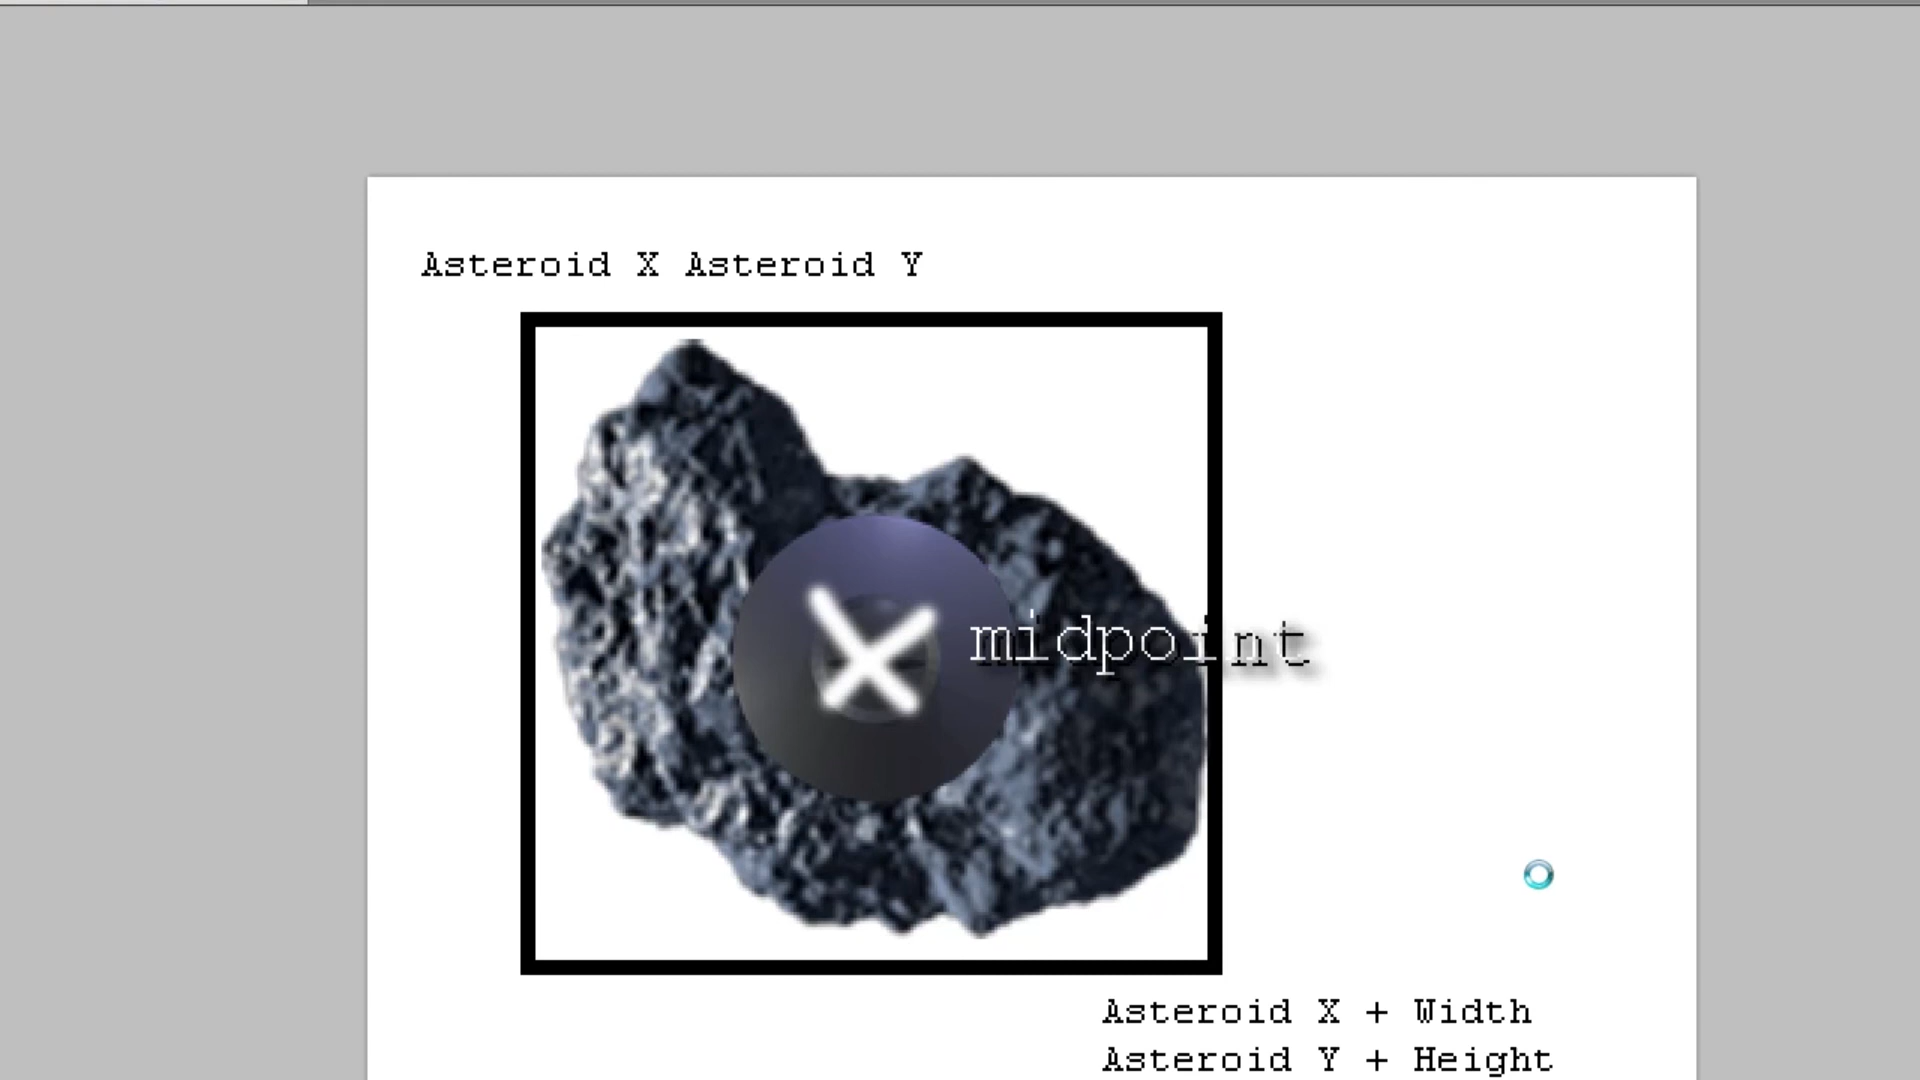 Asteroid X Asteroid Y
midpoint
Asteroid X + Width
Asteroid Y + Height